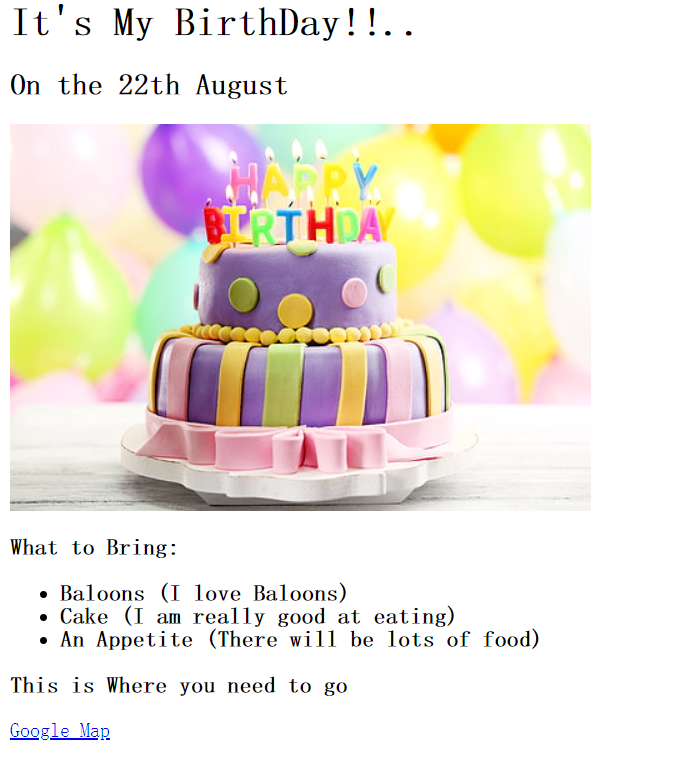 It's My BirthDay!!..
On the 22th August
HAPPY
BIRTHDAY
What to Bring:
Baloons (I love Baloons)
Cake (I am really good at eating)
An Appetite (There will be lots of food)
This is Where you need to go
Google Map